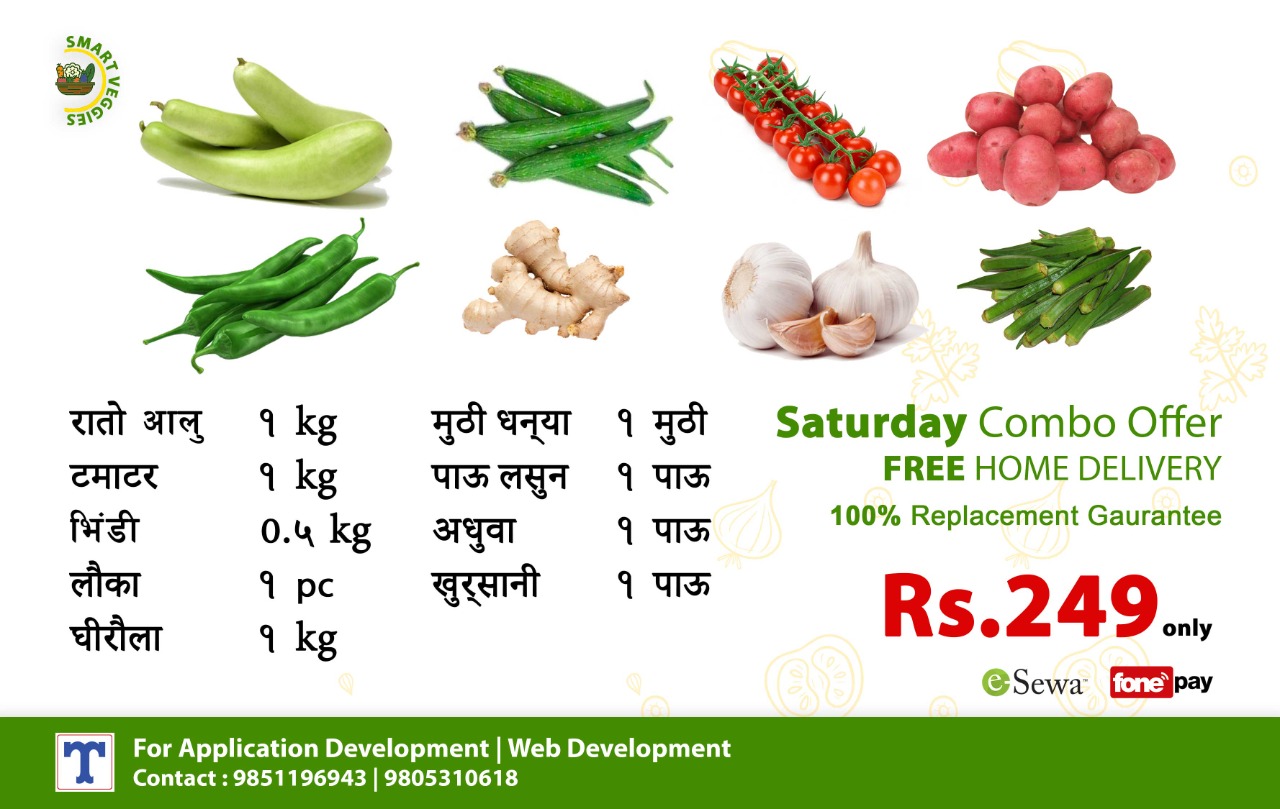 SMART VEGGIES
रातो आलु १ kg
टमाटर १ kg
भिंडी 0.५ kg
लौका १ pc
घीरौला १ kg
मुठी धन्या १ मुठी
पाऊ लसुन १ पाऊ
अधुवा १ पाऊ
खुर्सानी १ पाऊ
Saturday Combo Offer
FREE HOME DELIVERY
100% Replacement Gaurantee
Rs.249 only
e-Sewa™ fonepay
T For Application Development | Web Development
Contact : 9851196943 | 9805310618